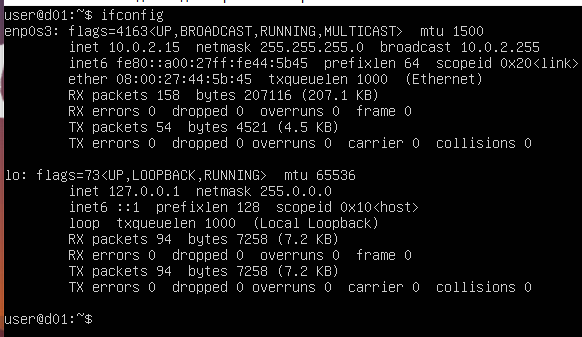 user@d01:~$ ifconfig
enp0s3: flags=4163<UP,BROADCAST,RUNNING,MULTICAST>  mtu 1500
        inet 10.0.2.15  netmask 255.255.255.0  broadcast 10.0.2.255
        inet6 fe80::a00:27ff:fe44:5b45  prefixlen 64  scopeid 0x20<link>
        ether 08:00:27:44:5b:45  txqueuelen 1000  (Ethernet)
        RX packets 158  bytes 207116 (207.1 KB)
        RX errors 0  dropped 0  overruns 0  frame 0
        TX packets 54  bytes 4521 (4.5 KB)
        TX errors 0  dropped 0 overruns 0  carrier 0  collisions 0

lo: flags=73<UP,LOOPBACK,RUNNING>  mtu 65536
        inet 127.0.0.1  netmask 255.0.0.0
        inet6 ::1  prefixlen 128  scopeid 0x10<host>
        loop  txqueuelen 1000  (Local Loopback)
        RX packets 94  bytes 7258 (7.2 KB)
        RX errors 0  dropped 0  overruns 0  frame 0
        TX packets 94  bytes 7258 (7.2 KB)
        TX errors 0  dropped 0 overruns 0  carrier 0  collisions 0

user@d01:~$